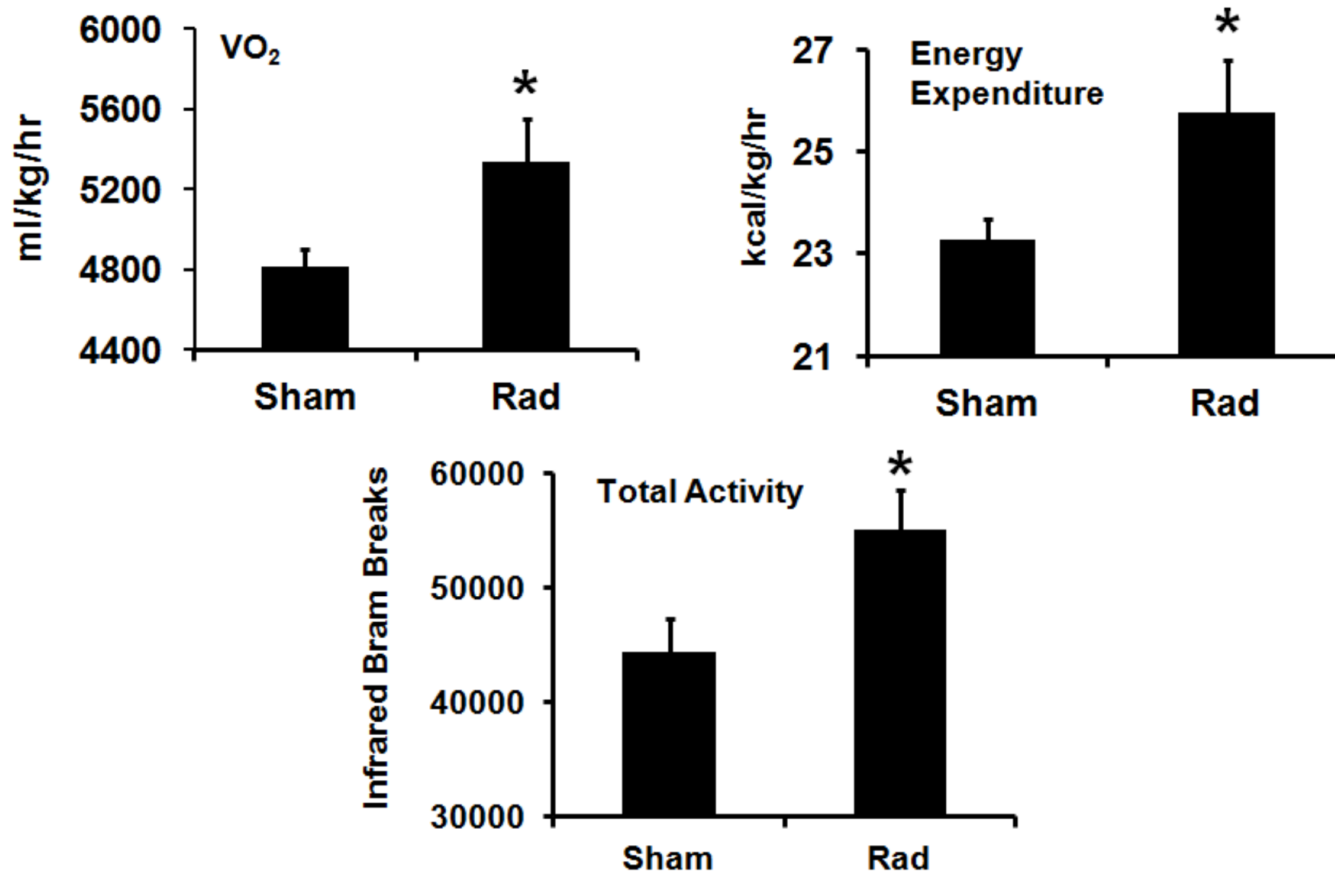 VO₂
ml/kg/hr
6000
5600
5200
4800
4400
*
Sham Rad
Energy
Expenditure
kcal/kg/hr
27
25
23
21
*
Sham Rad
Total Activity
Infrared Bram Breaks
60000
50000
40000
30000
*
Sham Rad